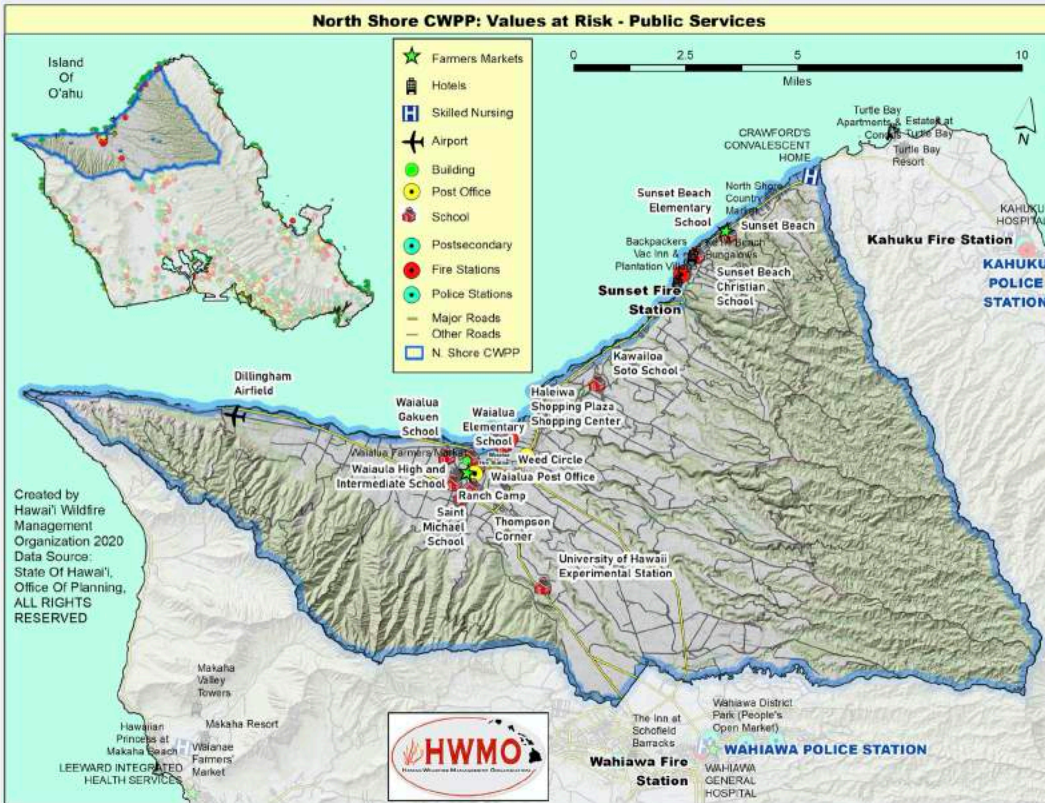 North Shore CWPP: Values at Risk - Public Services
Island
Of
O'ahu
Farmers Markets
Hotels
H
Skilled Nursing
Airport
Building
Post Office
School
Postsecondary
Fire Stations
Police Stations
Major Roads
Other Roads
N. Shore CWPP
0
2.5
5
10
Miles
N
Turtle Bay
Apartments &
Condos
Estates at
Turtle Bay
Turtle Bay
Resort
CRAWFORD'S
CONVALESCENT
HOME
H
North Shore
Country
Market
Sunset Beach
Elementary
School
Sunset Beach
KAHUKU
HOSPITAL
Kahuku Fire Station
KAHUKU
POLICE
STATION
Backpackers
Vac Inn &
Plantation Village
Ke Iki Beach
Bungalows
Sunset Beach
Christian
School
Sunset Fire
Station
Kawailoa
Soto School
Dillingham
Airfield
Waialua
Gakuen
School
Waialua
Elementary
School
Haleiwa
Shopping Plaza
Shopping Center
Waialua Farmers Market
Weed Circle
Waiaula High and
Intermediate School
Waialua Post Office
Ranch Camp
Saint
Michael
School
Thompson
Corner
University of Hawaii
Experimental Station
Created by
Hawai'i Wildfire
Management
Organization 2020
Data Source:
State Of Hawai'i,
Office Of Planning,
ALL RIGHTS
RESERVED
Makaha
Valley
Towers
Makaha Resort
Hawaiian
Princess at
Makaha Beach
H
Waianae
Farmers'
Market
LEEWARD INTEGRATED
HEALTH SERVICES
HWMO
Hawaii Wildfire Management Organization
The Inn at
Schofield
Barracks
Wahiawa Fire
Station
Wahiawa District
Park (People's
Open Market)
H
WAHIAWA POLICE STATION
WAHIAWA
GENERAL
HOSPITAL